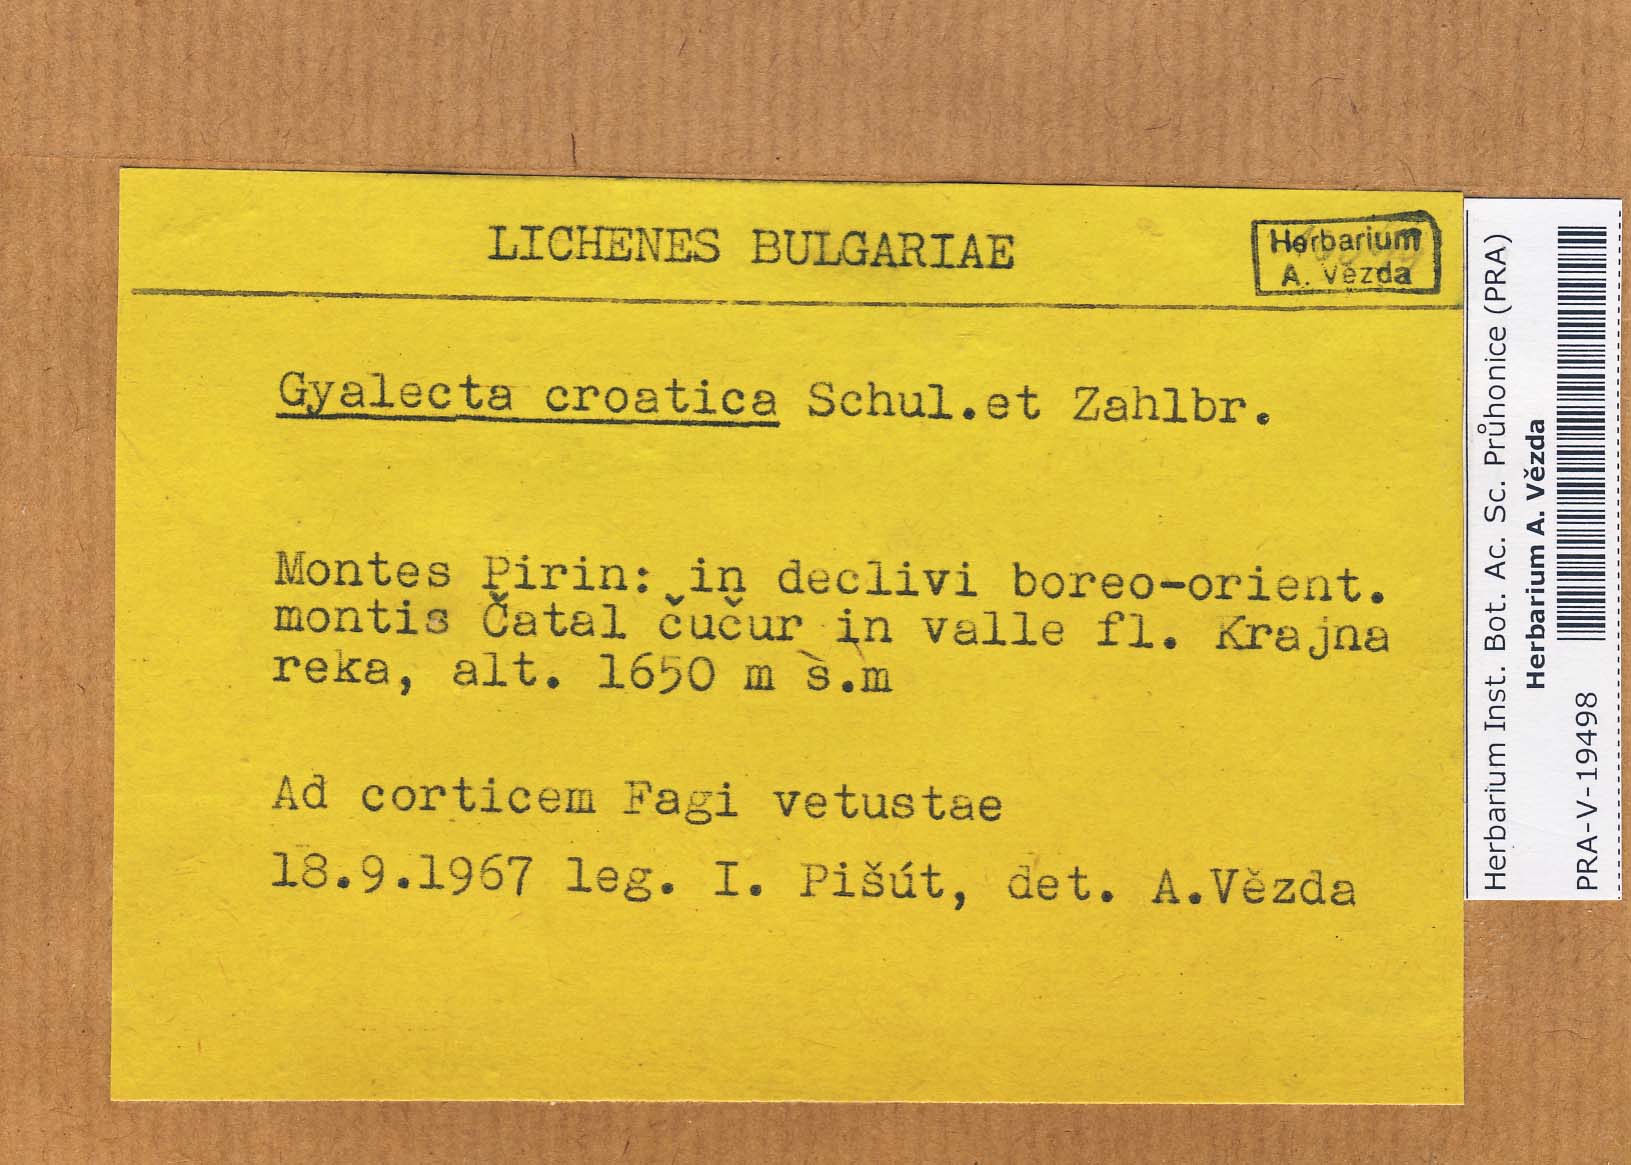 LICHENES BULGARIAE
Herbarium
A. Vězda
Gyalecta croatica Schul.et Zahlbr.
Montes Pirin: in declivi boreo-orient.
montis Čatal čučur in valle fl. Krajna
reka, alt. 1650 m s.m
Ad corticem Fagi vetustae
18.9.1967 leg. I. Pišút, det. A.Vězda
Herbarium Inst. Bot. Ac. Sc. Průhonice (PRA)
Herbarium A. Vězda
PRA-V-19498